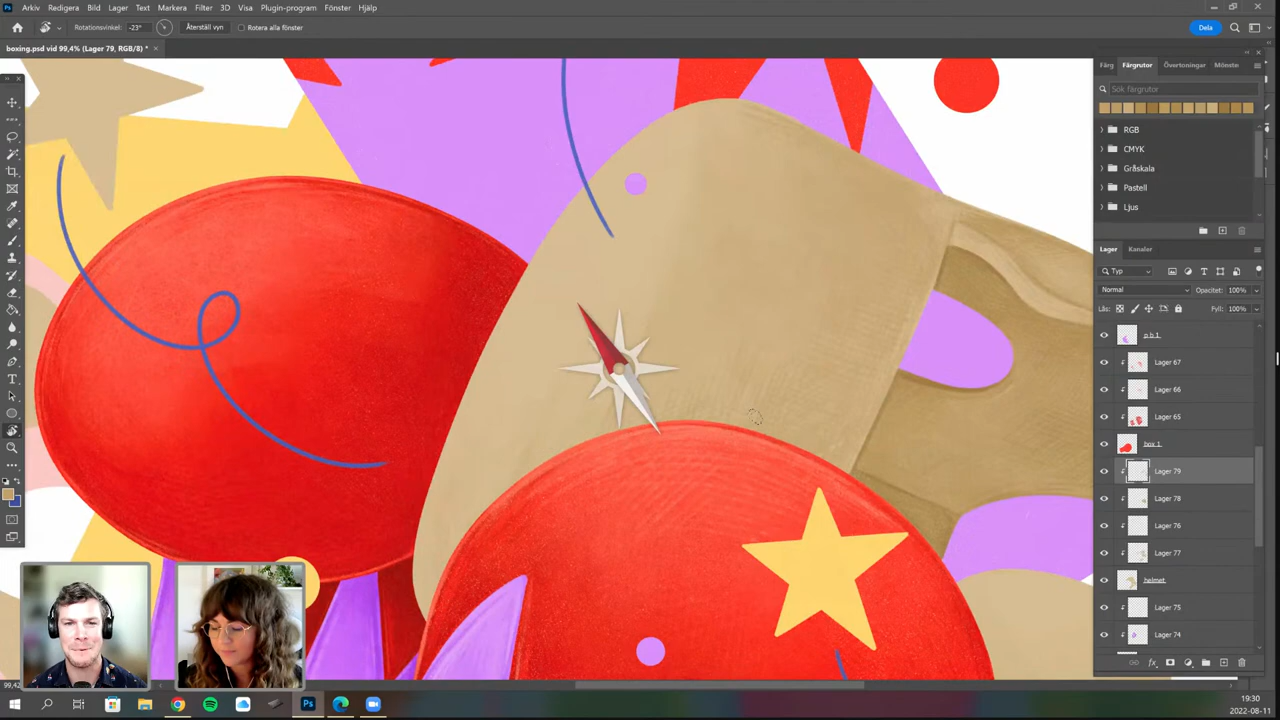 Arkiv Redigera Bild Lager Text Markera Filter 3D Visa Plugin-program Fönster Hjälp
Rotationsvinkel: -23° Återställ vyn Rotera alla fönster Dela
boxing.psd vid 99,4% (Lager 79, RGB/8) *
Färg Färgrutor Övertoningar Mönste
Sök färgrutor
RGB
CMYK
Gråskala
Pastell
Ljus
Lager Kanaler
Typ
Normal Opacitet: 100%
Lås: Fyll: 100%
p b 1
Lager 67
Lager 66
Lager 65
box 1
Lager 79
Lager 78
Lager 76
Lager 77
helmet
Lager 75
Lager 74
19:30
2022-08-11